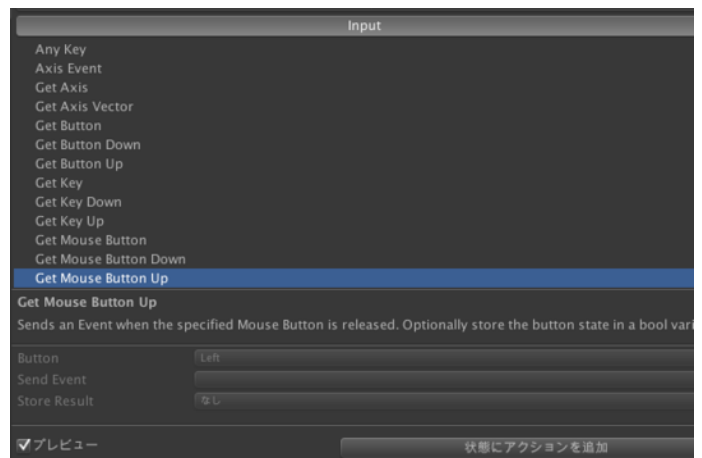 Input
Any Key
Axis Event
Get Axis
Get Axis Vector
Get Button
Get Button Down
Get Button Up
Get Key
Get Key Down
Get Key Up
Get Mouse Button
Get Mouse Button Down
Get Mouse Button Up
Get Mouse Button Up
Sends an Event when the specified Mouse Button is released. Optionally store the button state in a bool vari
Button Left
Send Event
Store Result なし
プレビュー 状態にアクションを追加